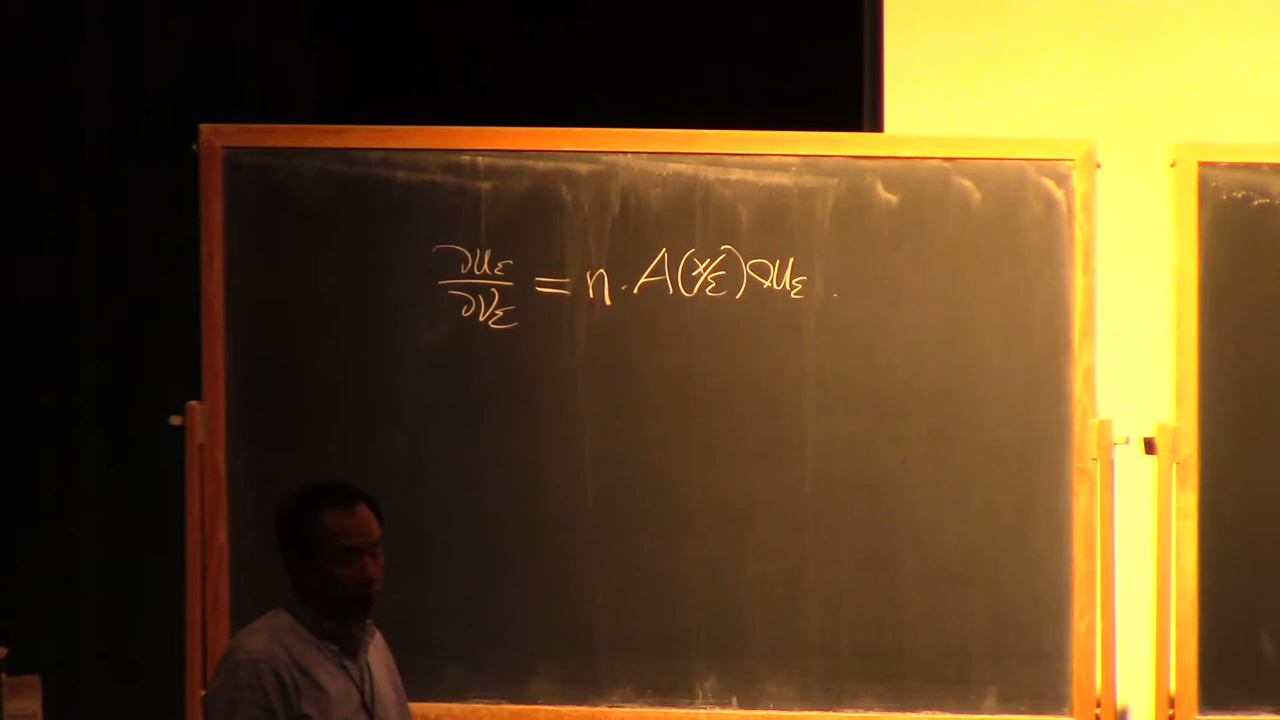 ∂u_ε/∂ν_ε = n · A(x/ε)∇u_ε .